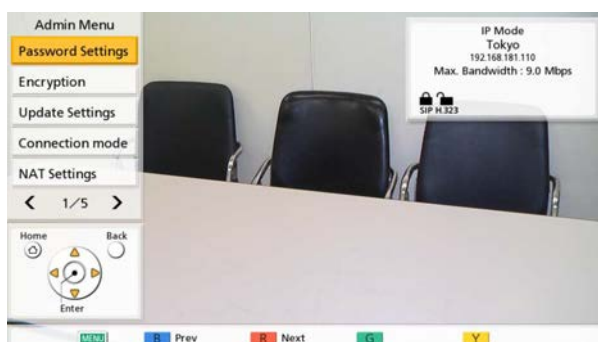 Admin Menu
Password Settings
Encryption
Update Settings
Connection mode
NAT Settings
1/5
Home
Back
Enter
IP Mode
Tokyo
192.168.181.110
Max. Bandwidth : 9.0 Mbps
SIP H.323
MENU B Prev R Next G Y